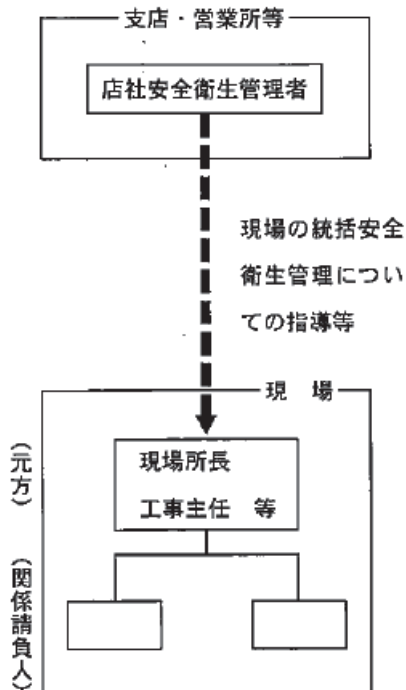 支店・営業所等
店社安全衛生管理者
現場の統括安全
衛生管理につい
ての指導等
現 場
(元方)
現場所長
工事主任 等
(関係請負人)